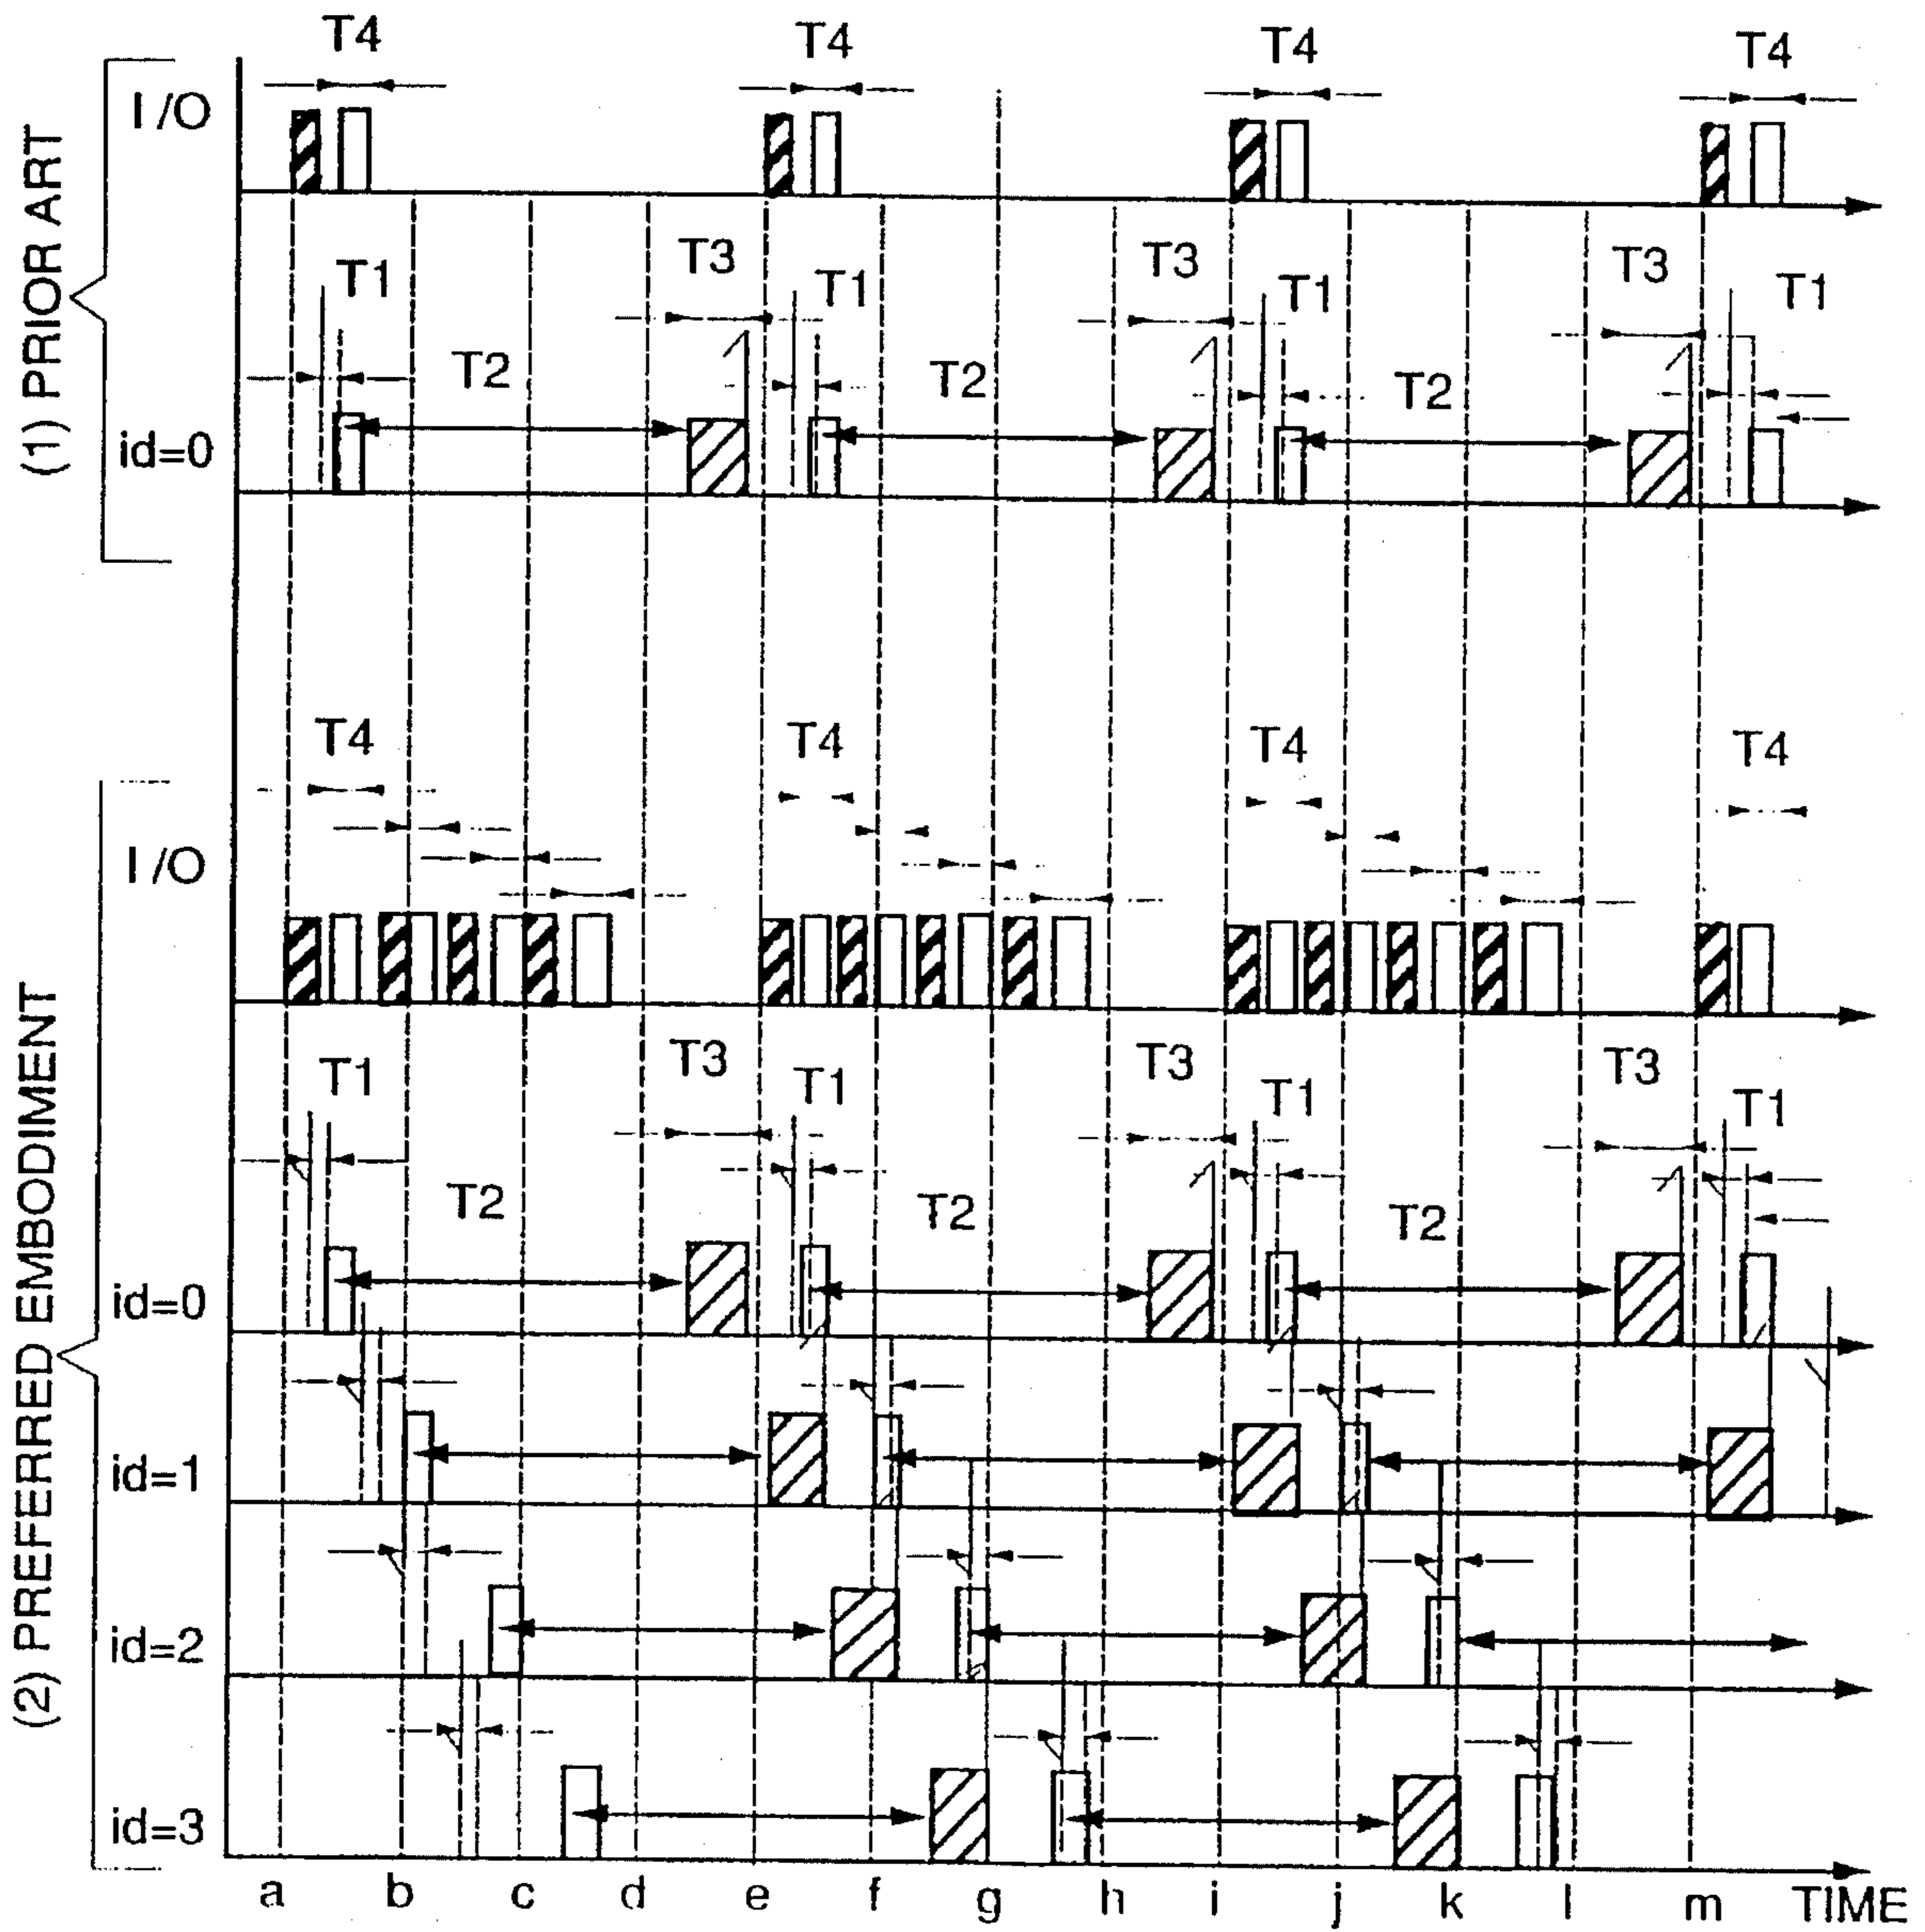 T4 T4 T4 T4
I/O
(1) PRIOR ART
T3 T3 T3
T1 T1 T1 T1
T2 T2 T2
id=0
T4 T4 T4 T4
I/O
(2) PREFERRED EMBODIMENT
T3 T3 T3
T1 T1 T1 T1
T2 T2 T2
id=0
id=1
id=2
id=3
a b c d e f g h i j k l m TIME